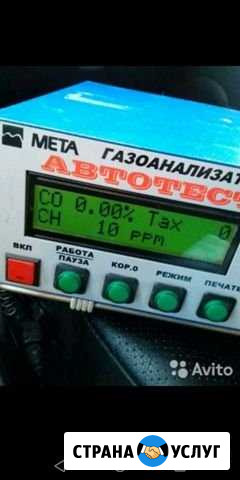 МЕТА ГАЗОАНАЛИЗАТ
АВТОТЕСТ
CO 0.00% Tax 0
CH 10 ppm
ВКЛ
РАБОТА
ПАУЗА
КОР.0
РЕЖИМ
ПЕЧАТЬ
Avito
СТРАНА УСЛУГ